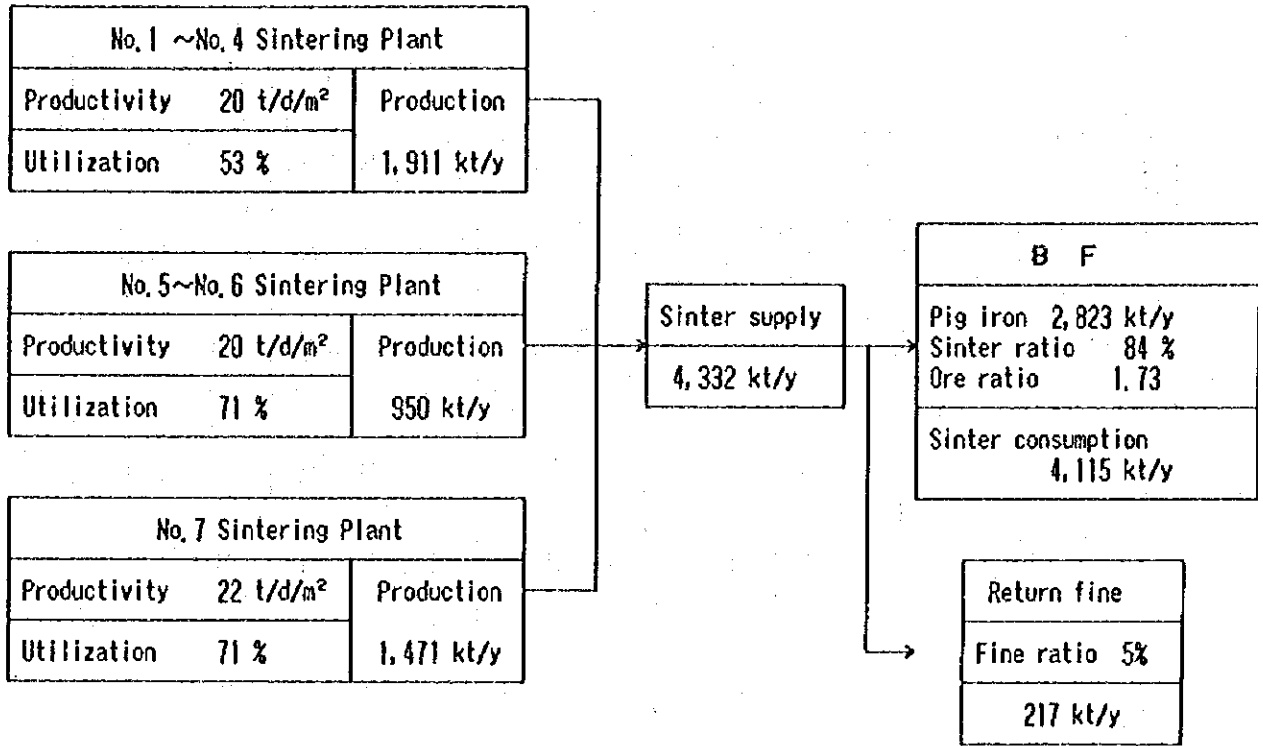 No. 1 ~No. 4 Sintering Plant
Productivity 20 t/d/m² Production
Utilization 53 % 1,911 kt/y
No. 5~No. 6 Sintering Plant
Productivity 20 t/d/m² Production
Utilization 71 % 950 kt/y
No. 7 Sintering Plant
Productivity 22 t/d/m² Production
Utilization 71 % 1,471 kt/y
Sinter supply
4,332 kt/y
B F
Pig iron 2,823 kt/y
Sinter ratio 84 %
Ore ratio 1.73
Sinter consumption
4,115 kt/y
Return fine
Fine ratio 5%
217 kt/y